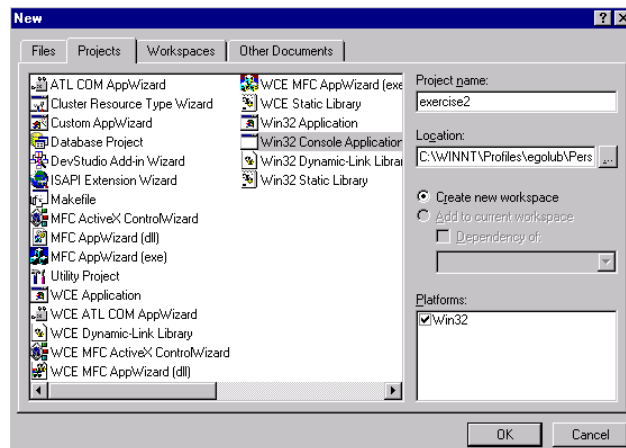 New
Files
Projects
Workspaces
Other Documents
ATL COM AppWizard
Cluster Resource Type Wizard
Custom AppWizard
Database Project
DevStudio Add-in Wizard
ISAPI Extension Wizard
Makefile
MFC ActiveX ControlWizard
MFC AppWizard (dll)
MFC AppWizard (exe)
Utility Project
WCE Application
WCE ATL COM AppWizard
WCE Dynamic-Link Library
WCE MFC ActiveX ControlWizard
WCE MFC AppWizard (dll)
WCE MFC AppWizard (exe
WCE Static Library
Win32 Application
Win32 Console Application
Win32 Dynamic-Link Librar
Win32 Static Library
Project name:
exercise2
Location:
C:\WINNT\Profiles\egolub\Pers
...
Create new workspace
Add to current workspace
Dependency of:
Platforms:
Win32
OK
Cancel